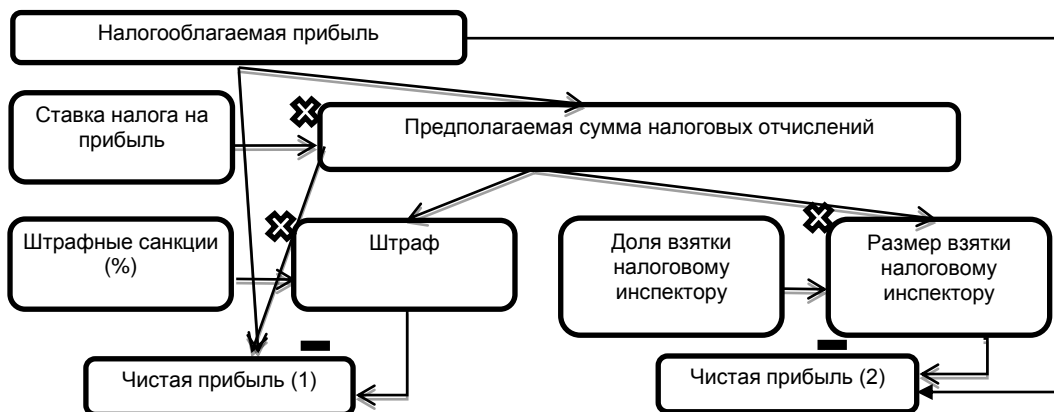 Налогооблагаемая прибыль
Ставка налога на
прибыль
Предполагаемая сумма налоговых отчислений
Штрафные санкции
(%)
Штраф
Доля взятки
налоговому
инспектору
Размер взятки
налоговому
инспектору
Чистая прибыль (1)
Чистая прибыль (2)